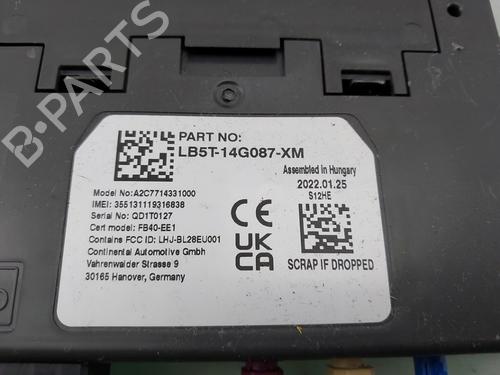 B-PARTS
PART NO:
LB5T-14G087-XM
Assembled in Hungary
2022.01.25
S12HE
Model No:A2C7714331000
IMEI: 355131119316838
Serial No: QD1T0127
Cert model: FB40-EE1
Contains FCC ID: LHJ-BL28EU001
Continental Automotive Gmbh
Vahrenwalder Strasse 9
30165 Hanover, Germany
CE
UK
CA
SCRAP IF DROPPED